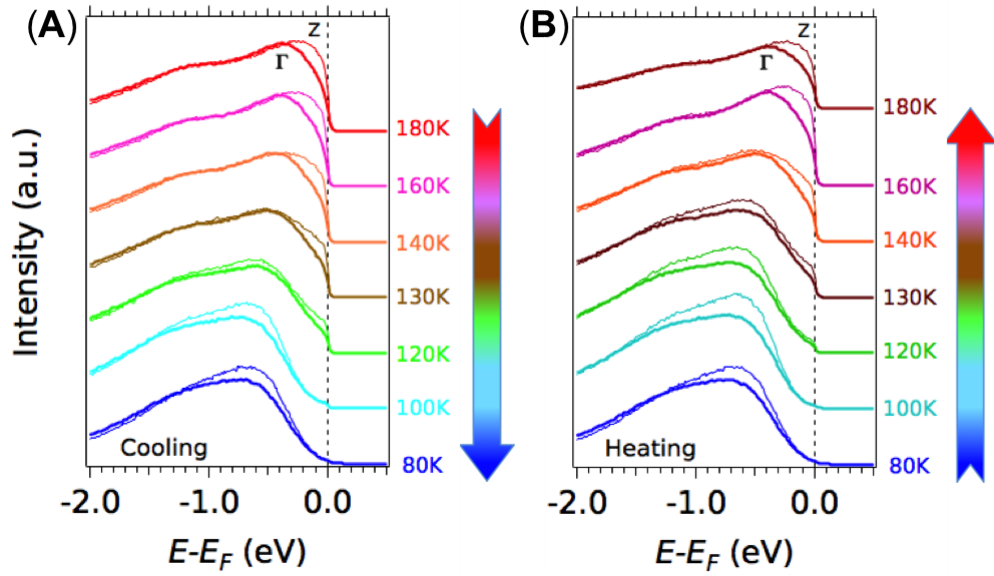 (A)
Z
Γ
180K
160K
140K
130K
120K
100K
80K
Cooling
Intensity (a.u.)
-2.0 -1.0 0.0
E-E_F (eV)
(B)
Z
Γ
180K
160K
140K
130K
120K
100K
80K
Heating
-2.0 -1.0 0.0
E-E_F (eV)